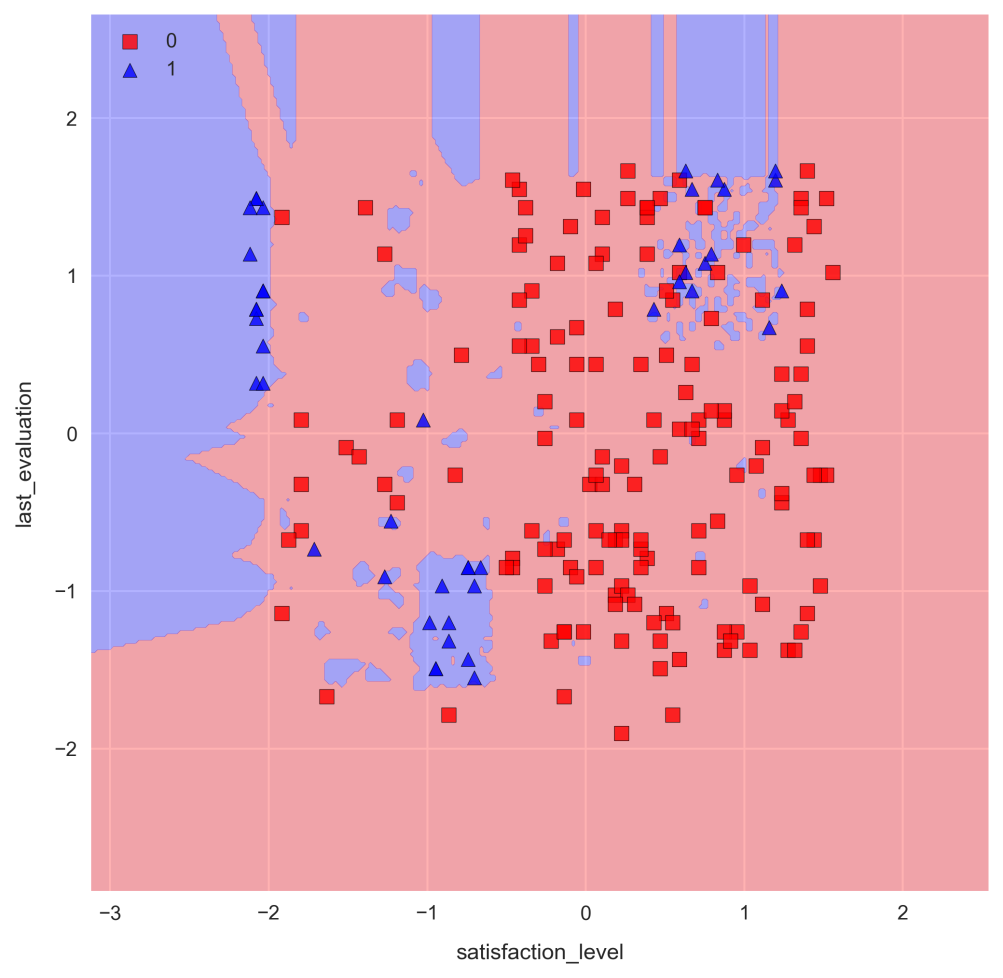 0
1
2
1
0
−1
−2
last_evaluation
−3 −2 −1 0 1 2
satisfaction_level